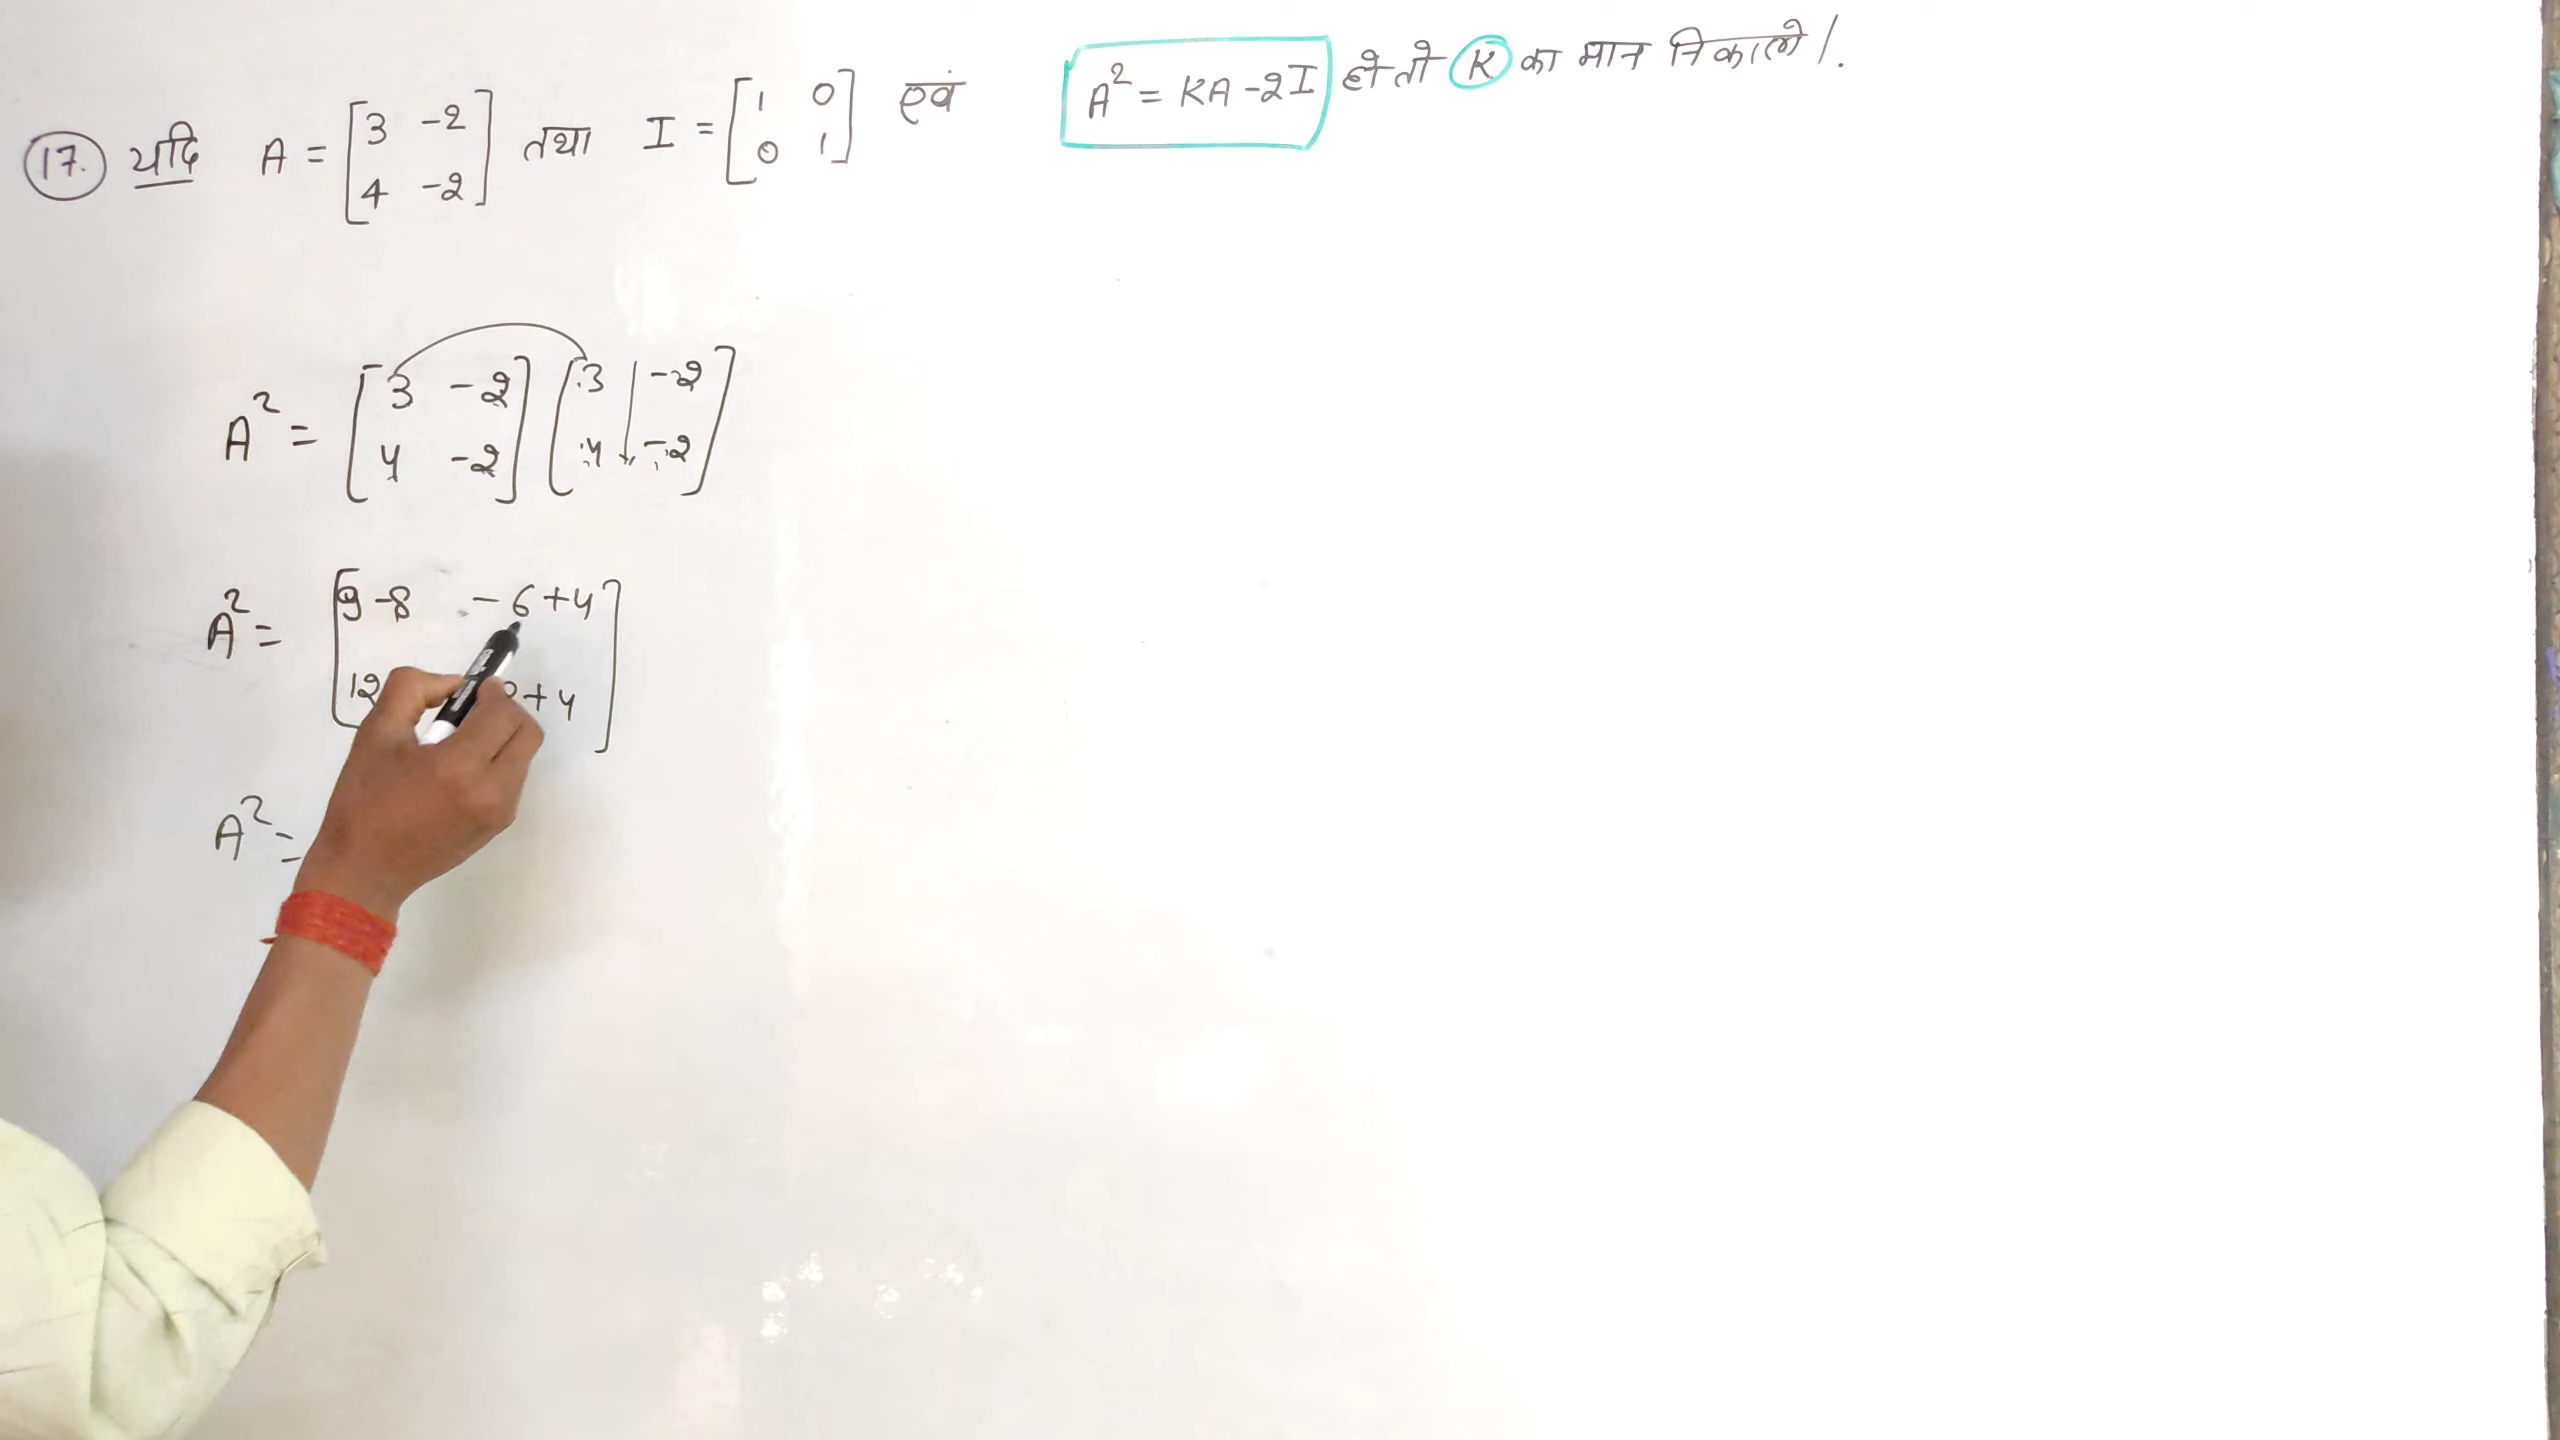 17. यदि A = [3 -2 तथा I = [1 0 एवं A² = KA - 2I हो तो K का मान निकालो।.
4 -2] 0 1]
A² = [3 -2] [3 -2]
4 -2 4 -2
A² = [9-8 -6+4]
12 +4
A² =